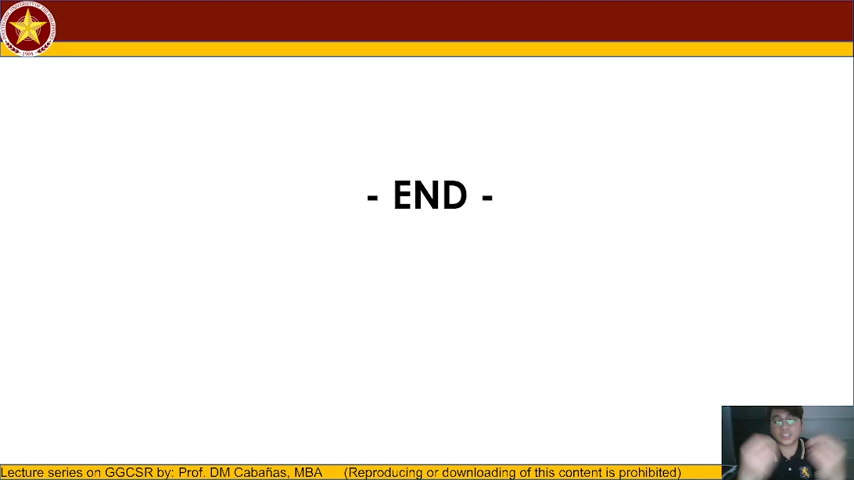 - END -
Lecture series on GGCSR by: Prof. DM Cabañas, MBA (Reproducing or downloading of this content is prohibited)